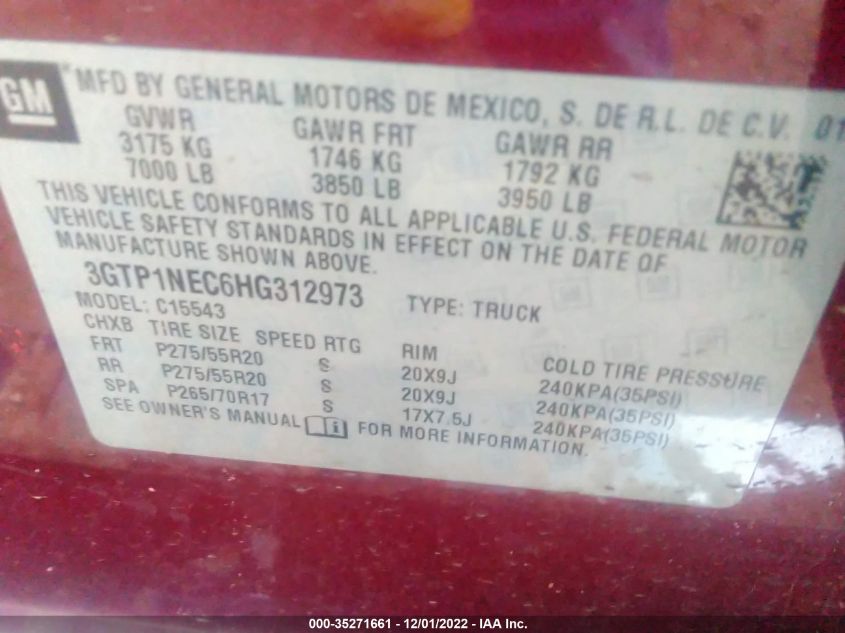 GM
MFD BY GENERAL MOTORS DE MEXICO, S. DE R.L. DE C.V. 01
GVWR GAWR FRT GAWR RR
3175 KG 1746 KG 1792 KG
7000 LB 3850 LB 3950 LB
THIS VEHICLE CONFORMS TO ALL APPLICABLE U.S. FEDERAL MOTOR
VEHICLE SAFETY STANDARDS IN EFFECT ON THE DATE OF
MANUFACTURE SHOWN ABOVE.
3GTP1NEC6HG312973 TYPE: TRUCK
MODEL: C15543
CHXB TIRE SIZE SPEED RTG RIM COLD TIRE PRESSURE
FRT P275/55R20 S 20X9J 240KPA(35PSI)
RR P275/55R20 S 20X9J 240KPA(35PSI)
SPA P265/70R17 S 17X7.5J 240KPA(35PSI)
SEE OWNER'S MANUAL FOR MORE INFORMATION.
000-35271661 - 12/01/2022 - IAA Inc.